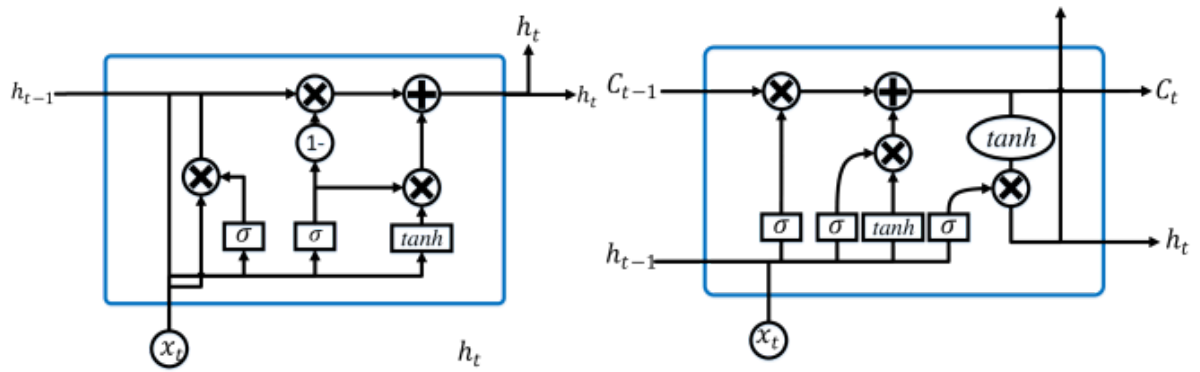 h_t
h_{t-1}
h_t
1-
σ
σ
tanh
x_t
h_t
C_{t-1}
C_t
tanh
σ
σ
tanh
σ
h_{t-1}
h_t
x_t